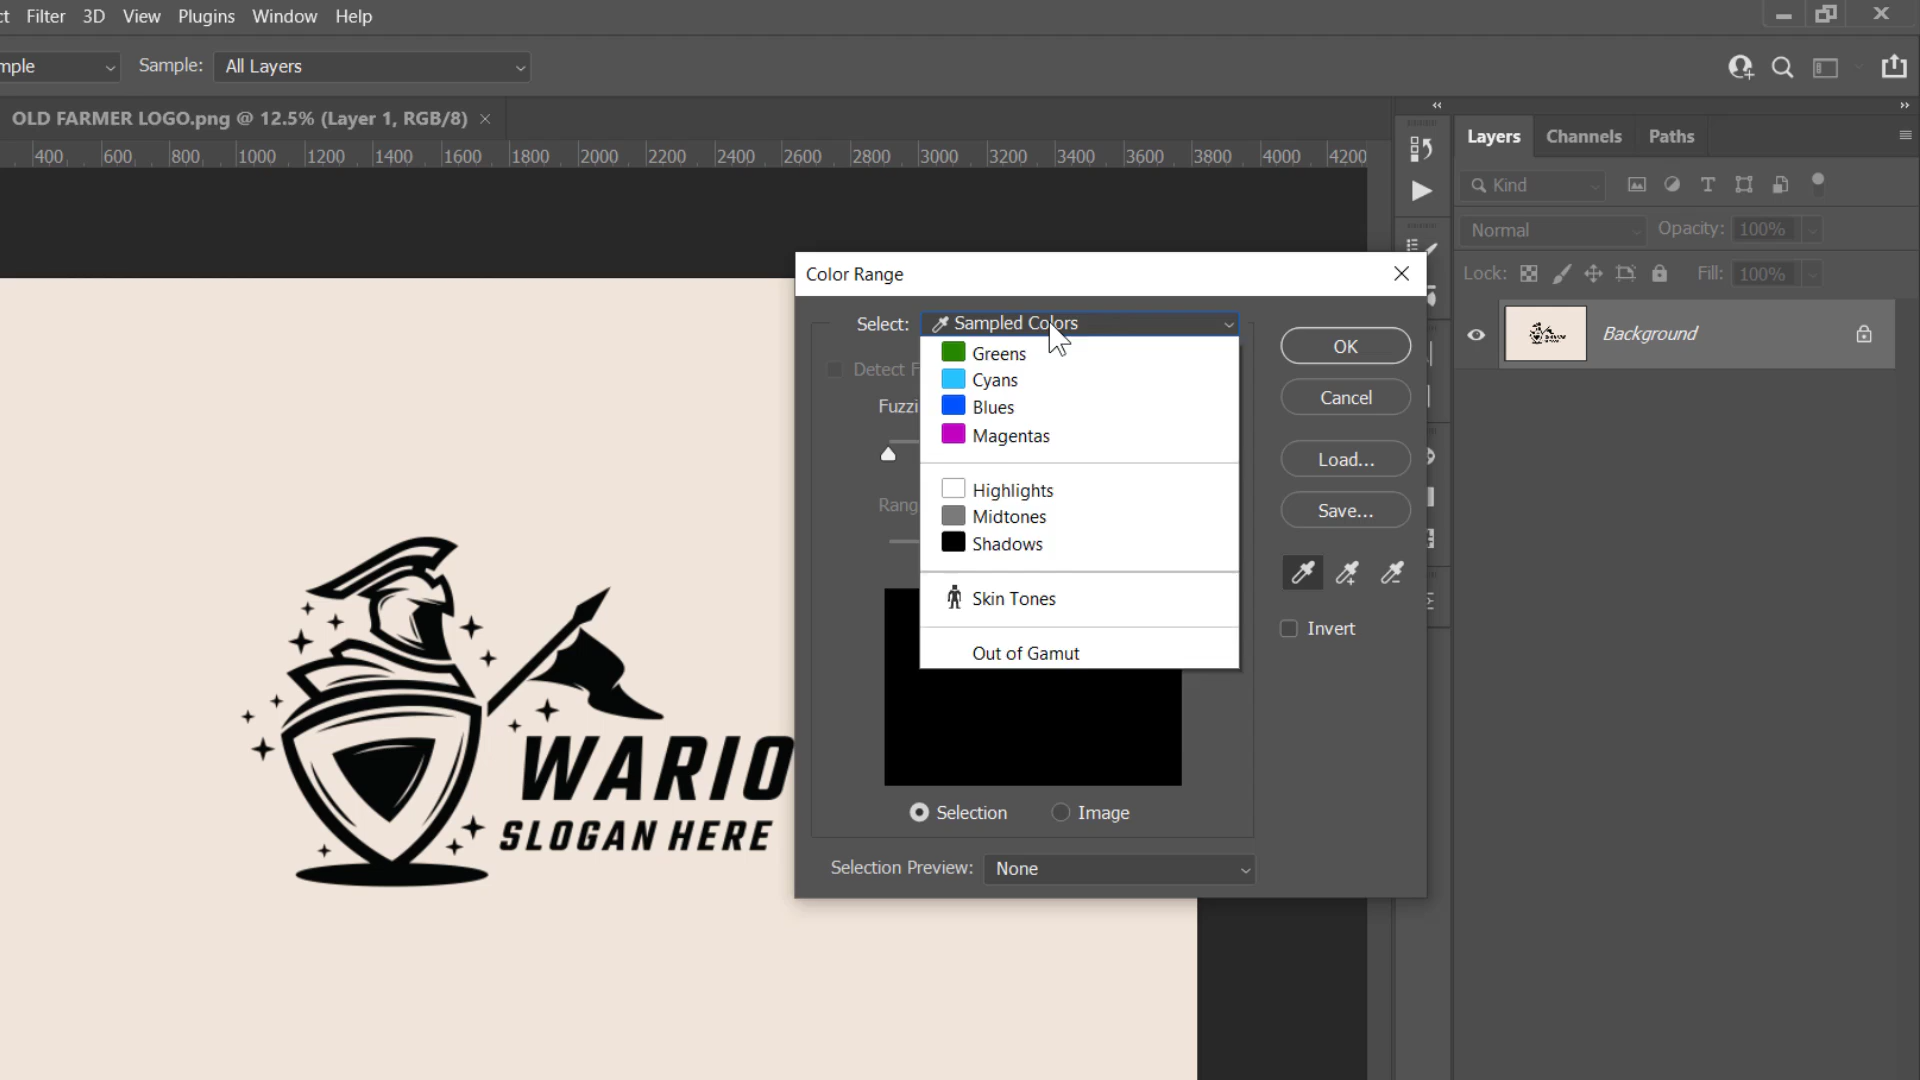 ct Filter 3D View Plugins Window Help
mple Sample: All Layers
OLD FARMER LOGO.png @ 12.5% (Layer 1, RGB/8) ×
400 600 800 1000 1200 1400 1600 1800 2000 2200 2400 2600 2800 3000 3200 3400 3600 3800 4000 4200
Layers Channels Paths
Kind
Normal Opacity: 100%
Lock: Fill: 100%
Background
Color Range
Select: Sampled Colors
Detect F
Fuzzi
Rang
Greens
Cyans
Blues
Magentas
Highlights
Midtones
Shadows
Skin Tones
Out of Gamut
OK
Cancel
Load...
Save...
Invert
Selection Image
Selection Preview: None
WARIO
SLOGAN HERE